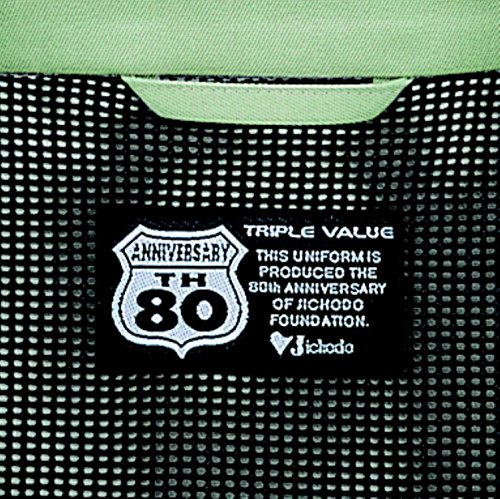 ANNIVERSARY
TH
80
TRIPLE VALUE
THIS UNIFORM IS
PRODUCED THE
80th ANNIVERSARY
OF JICHODO
FOUNDATION.
Jichodo